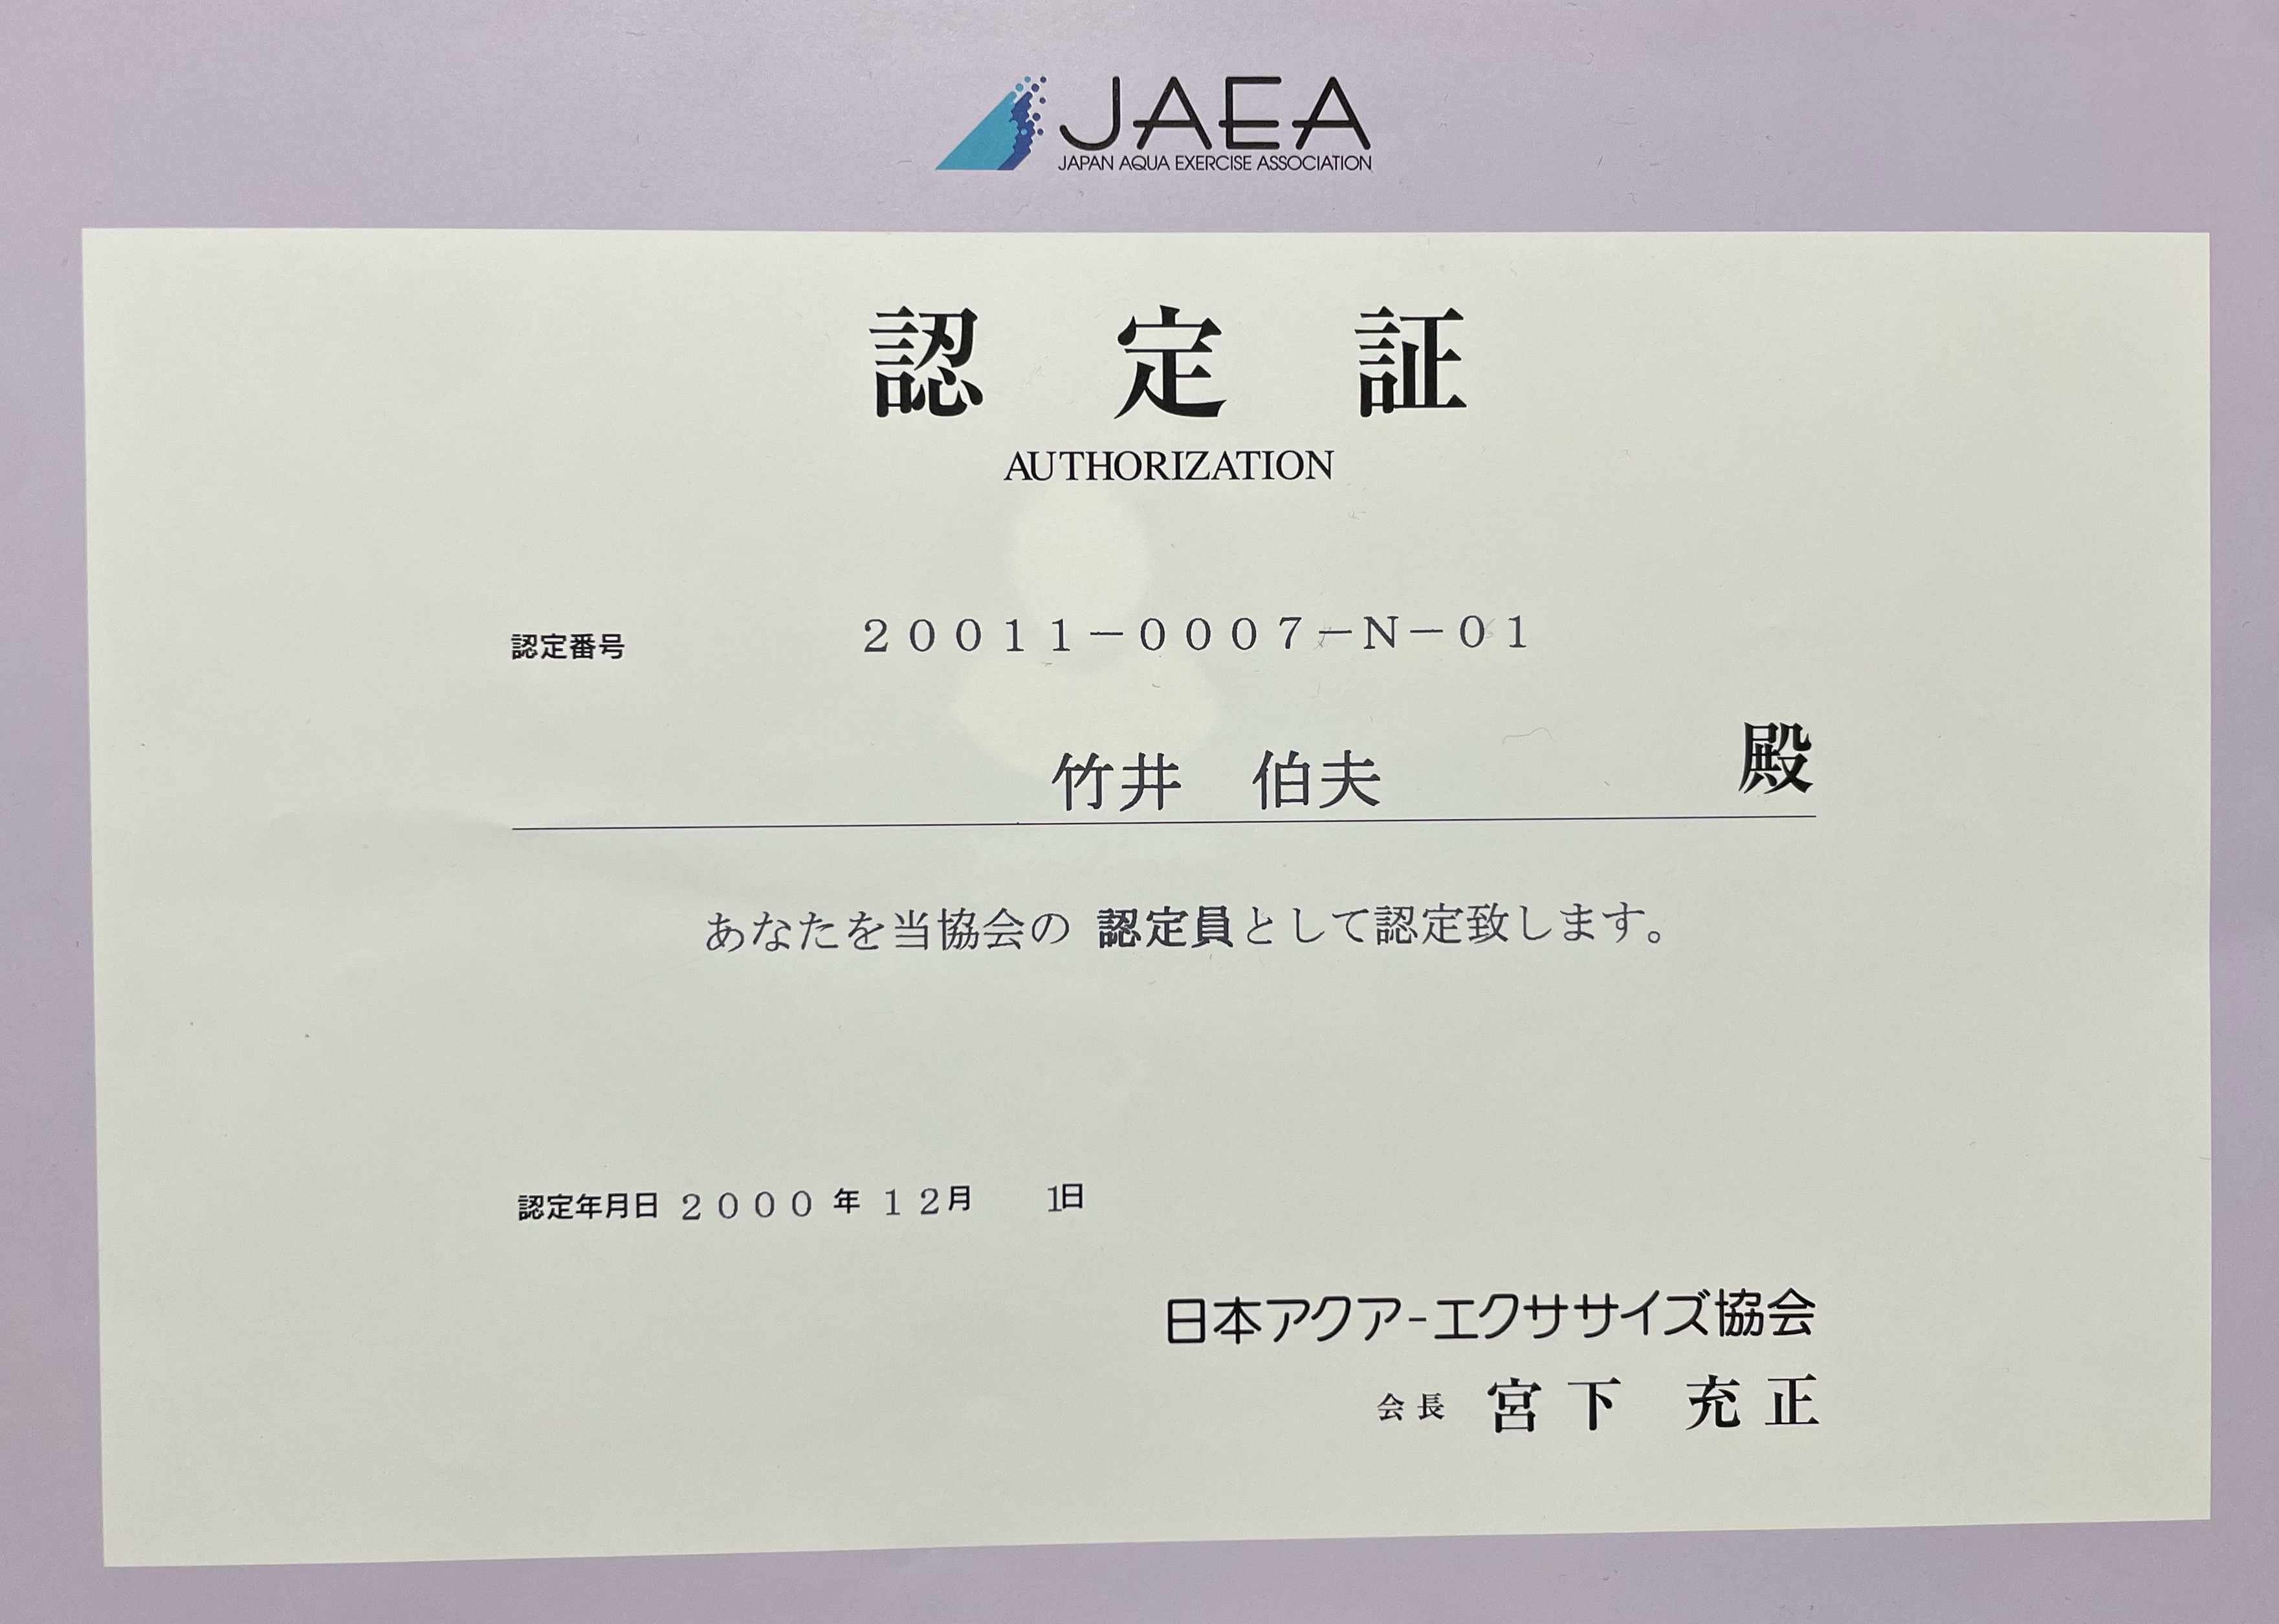 JAEA
JAPAN AQUA EXERCISE ASSOCIATION
認定証
AUTHORIZATION
認定番号 20011-0007-N-01
竹井 伯夫 殿
あなたを当協会の 認定員として認定致します。
認定年月日 2000 年 12月 1日
日本アクア-エクササイズ協会
会長 宮下 充正